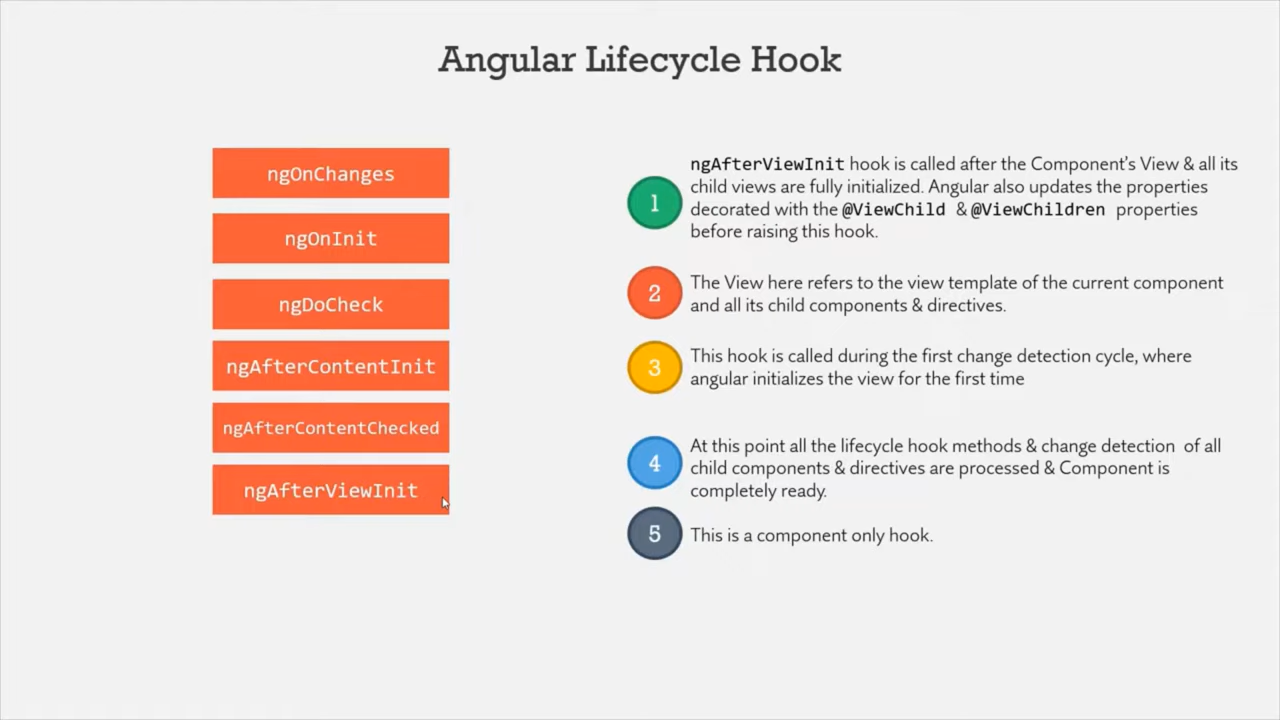 Angular Lifecycle Hook
ngOnChanges
ngOnInit
ngDoCheck
ngAfterContentInit
ngAfterContentChecked
ngAfterViewInit
1
ngAfterViewInit hook is called after the Component's View & all its
child views are fully initialized. Angular also updates the properties
decorated with the @ViewChild & @ViewChildren properties
before raising this hook.
2
The View here refers to the view template of the current component
and all its child components & directives.
3
This hook is called during the first change detection cycle, where
angular initializes the view for the first time
4
At this point all the lifecycle hook methods & change detection of all
child components & directives are processed & Component is
completely ready.
5
This is a component only hook.